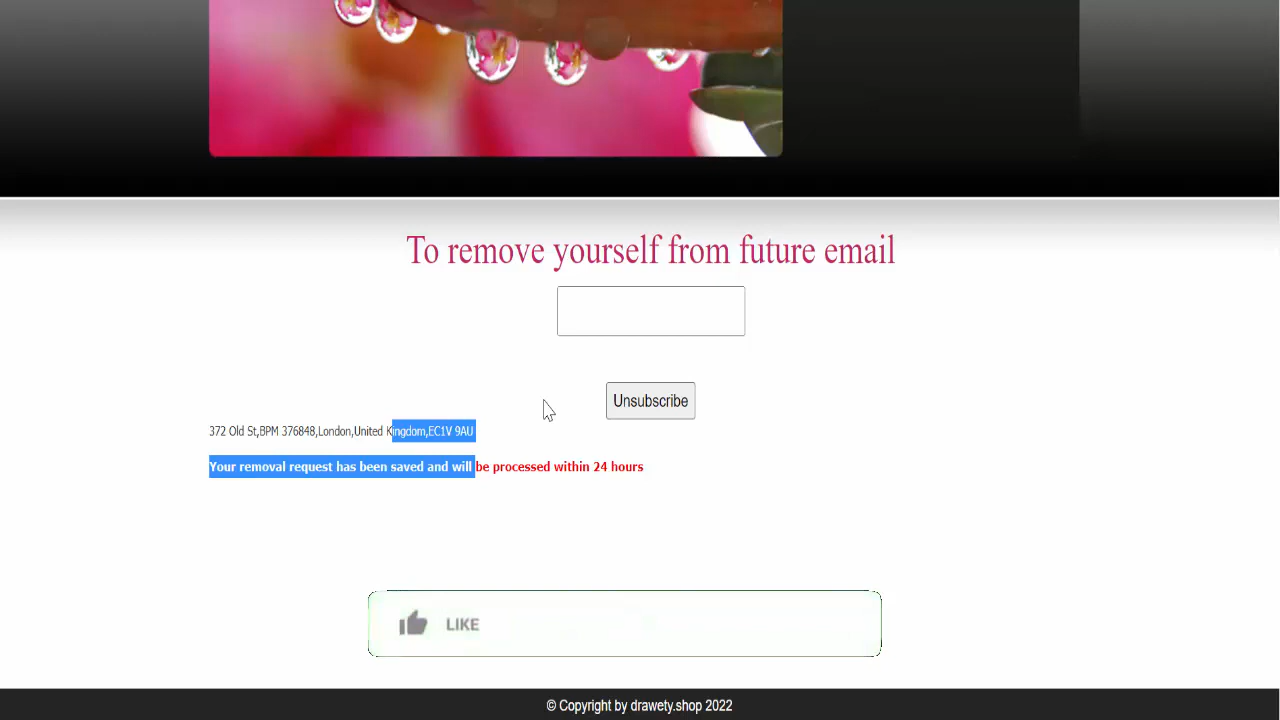 To remove yourself from future email
Unsubscribe
372 Old St,BPM 376848,London,United Kingdom,EC1V 9AU
Your removal request has been saved and will be processed within 24 hours
LIKE
© Copyright by drawety.shop 2022